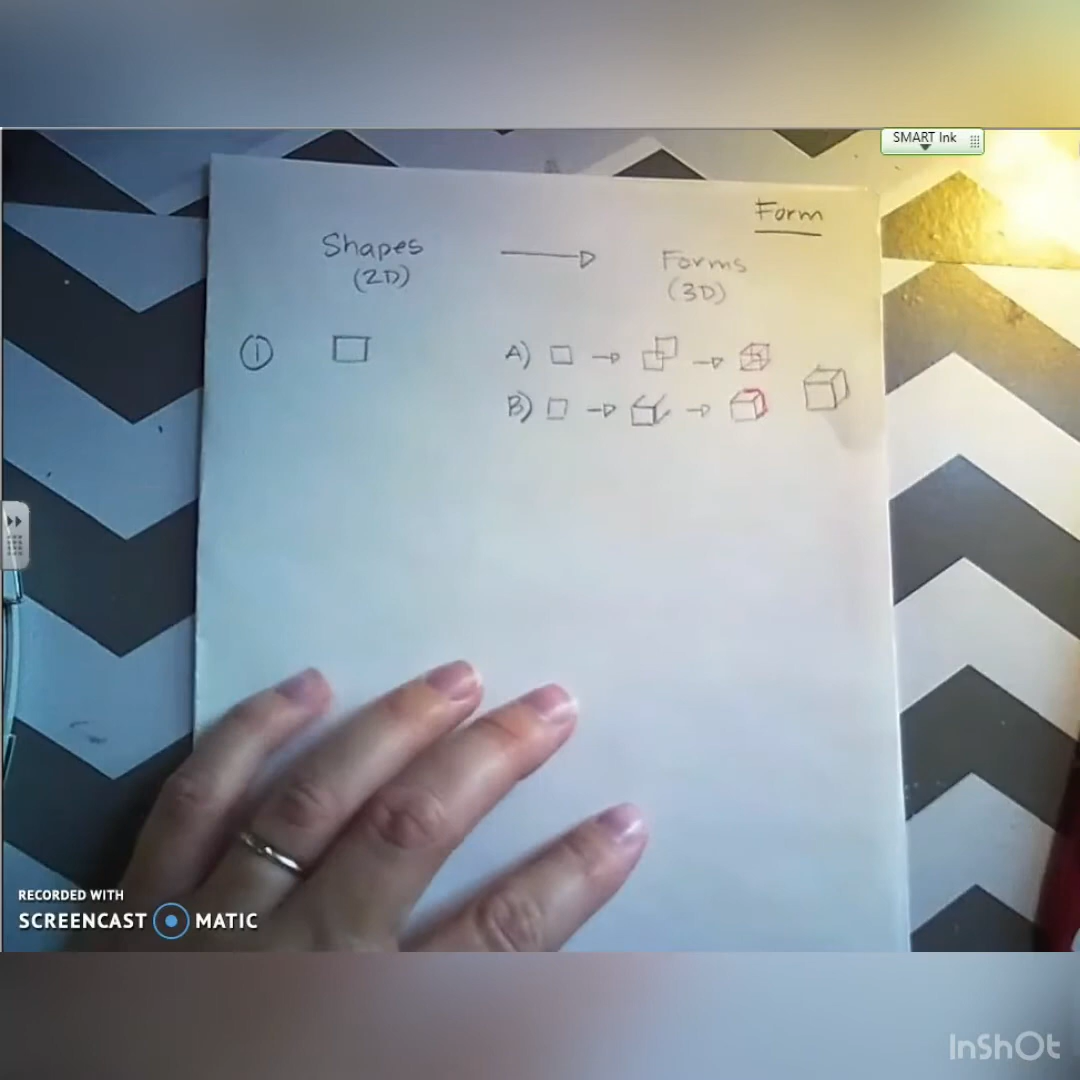 SMART Ink
Form
Shapes
(2D)
Forms
(3D)
1
A)
B)
RECORDED WITH
SCREENCAST MATIC
InShOt